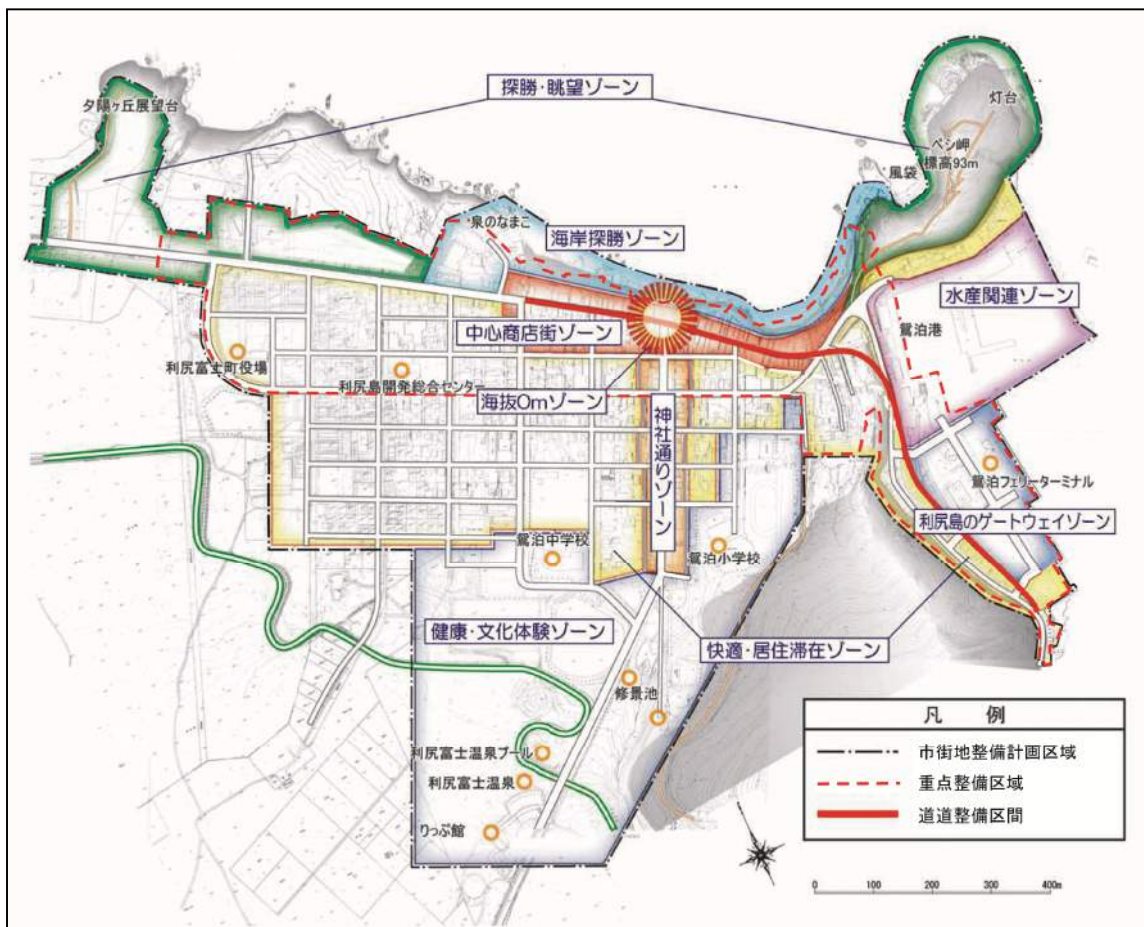 探勝・眺望ゾーン
夕陽ヶ丘展望台
灯台
ペシ岬
標高93m
風袋
泉のなまこ
海岸探勝ゾーン
水産関連ゾーン
鴛泊港
中心商店街ゾーン
利尻富士町役場
利尻島開発総合センター
海抜0mゾーン
神社通りゾーン
鴛泊フェリーターミナル
利尻島のゲートウェイゾーン
鴛泊中学校
鴛泊小学校
健康・文化体験ゾーン
快適・居住滞在ゾーン
修景池
利尻富士温泉プール
利尻富士温泉
りっぷ館
凡 例
市街地整備計画区域
重点整備区域
道道整備区間
0 100 200 300 400m